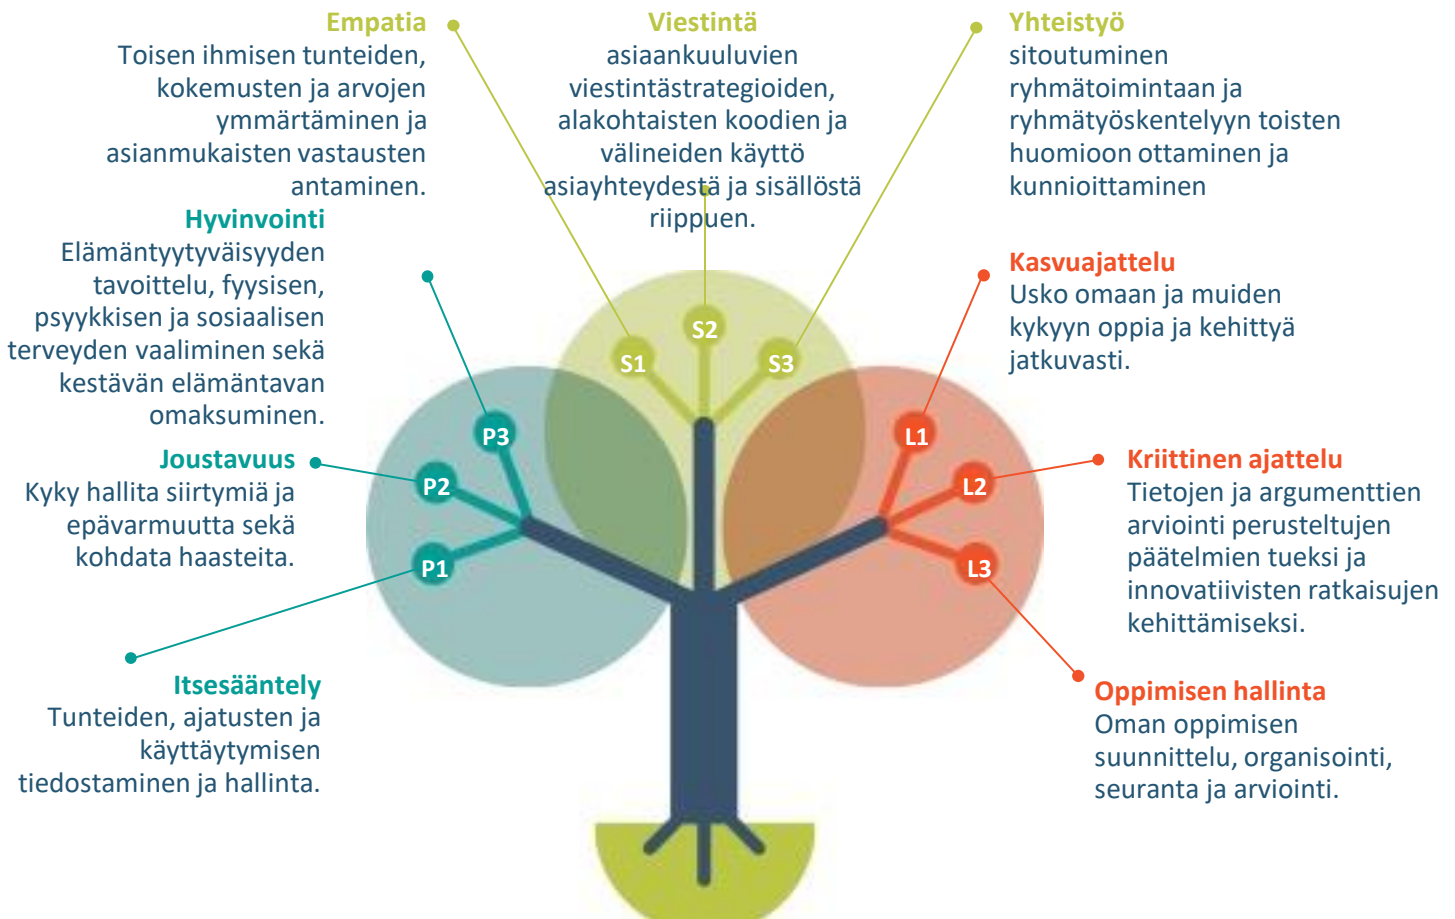 Empatia
Toisen ihmisen tunteiden,
kokemusten ja arvojen
ymmärtäminen ja
asianmukaisten vastausten
antaminen.
Viestintä
asiaankuuluvien
viestintästrategioiden,
alakohtaisten koodien ja
välineiden käyttö
asiayhteydestä ja sisällöstä
riippuen.
Yhteistyö
sitoutuminen
ryhmätoimintaan ja
ryhmätyöskentelyyn toisten
huomioon ottaminen ja
kunnioittaminen
Hyvinvointi
Elämäntyytyväisyyden
tavoittelu, fyysisen,
psyykkisen ja sosiaalisen
terveyden vaaliminen sekä
kestävän elämäntavan
omaksuminen.
Kasvuajattelu
Usko omaan ja muiden
kykyyn oppia ja kehittyä
jatkuvasti.
S1
S2
S3
P3
P2
P1
L1
L2
L3
Joustavuus
Kyky hallita siirtymiä ja
epävarmuutta sekä
kohdata haasteita.
Kriittinen ajattelu
Tietojen ja argumenttien
arviointi perusteltujen
päätelmien tueksi ja
innovatiivisten ratkaisujen
kehittämiseksi.
Itsesääntely
Tunteiden, ajatusten ja
käyttäytymisen
tiedostaminen ja hallinta.
Oppimisen hallinta
Oman oppimisen
suunnittelu, organisointi,
seuranta ja arviointi.